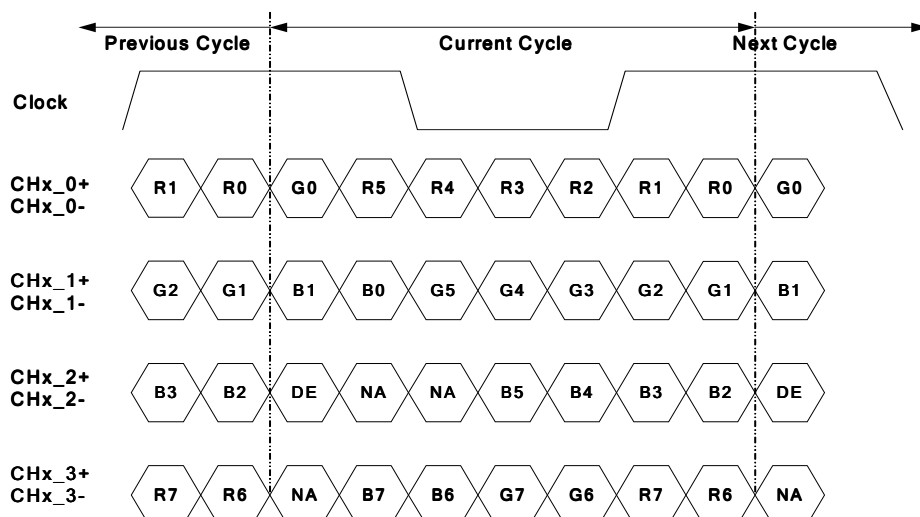 Previous Cycle Current Cycle Next Cycle
Clock
CHx_0+
CHx_0-
R1 R0 G0 R5 R4 R3 R2 R1 R0 G0
CHx_1+
CHx_1-
G2 G1 B1 B0 G5 G4 G3 G2 G1 B1
CHx_2+
CHx_2-
B3 B2 DE NA NA B5 B4 B3 B2 DE
CHx_3+
CHx_3-
R7 R6 NA B7 B6 G7 G6 R7 R6 NA